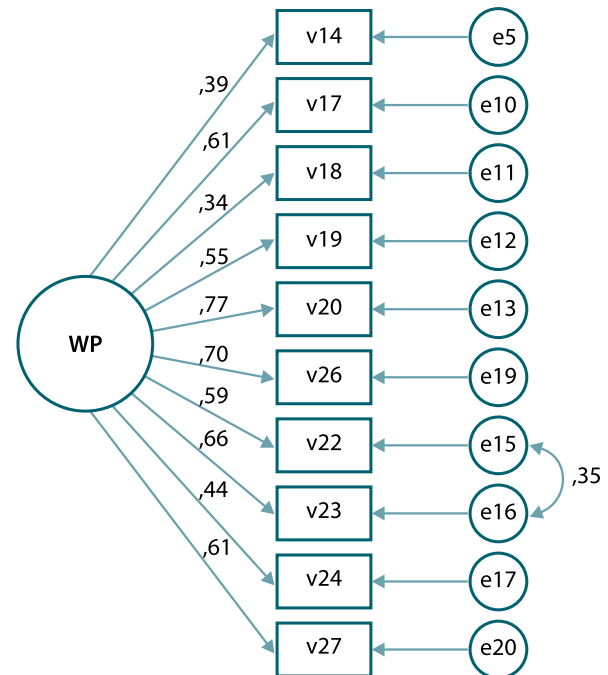 v14 e5
,39
v17 e10
,61
v18 e11
,34
v19 e12
,55
v20 e13
,77
WP
v26 e19
,70
,59
v22 e15
,66
,35
v23 e16
,44
v24 e17
,61
v27 e20